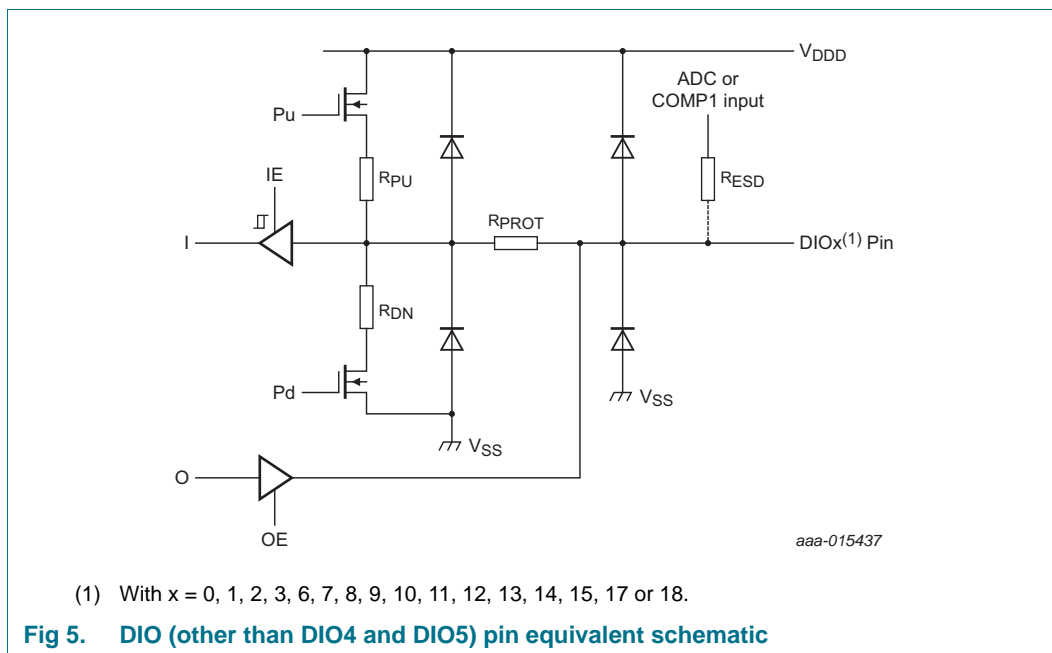 VDDD
ADC or
COMP1 input
Pu
IE
RPU
RESD
RPROT
I
DIOx(1) Pin
RDN
Pd
VSS
VSS
O
OE
aaa-015437
(1) With x = 0, 1, 2, 3, 6, 7, 8, 9, 10, 11, 12, 13, 14, 15, 17 or 18.
Fig 5. DIO (other than DIO4 and DIO5) pin equivalent schematic